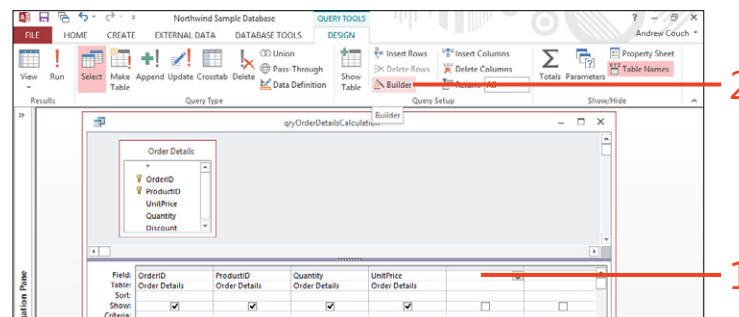 Northwind Sample Database
QUERY TOOLS
?
FILE HOME CREATE EXTERNAL DATA DATABASE TOOLS DESIGN
Andrew Couch
View
Run
Select
Make Table
Append
Update
Crosstab
Delete
Union
Pass-Through
Data Definition
Show Table
Insert Rows
Delete Rows
Builder
Insert Columns
Delete Columns
Return: All
Totals
Parameters
Property Sheet
Table Names
Results
Query Type
Query Setup
Show/Hide
2
Builder
qryOrderDetailsCalculation
Order Details
*
OrderID
ProductID
UnitPrice
Quantity
Discount
Field: OrderID ProductID Quantity UnitPrice
1
Table: Order Details Order Details Order Details Order Details
Sort:
Show:
Criteria: